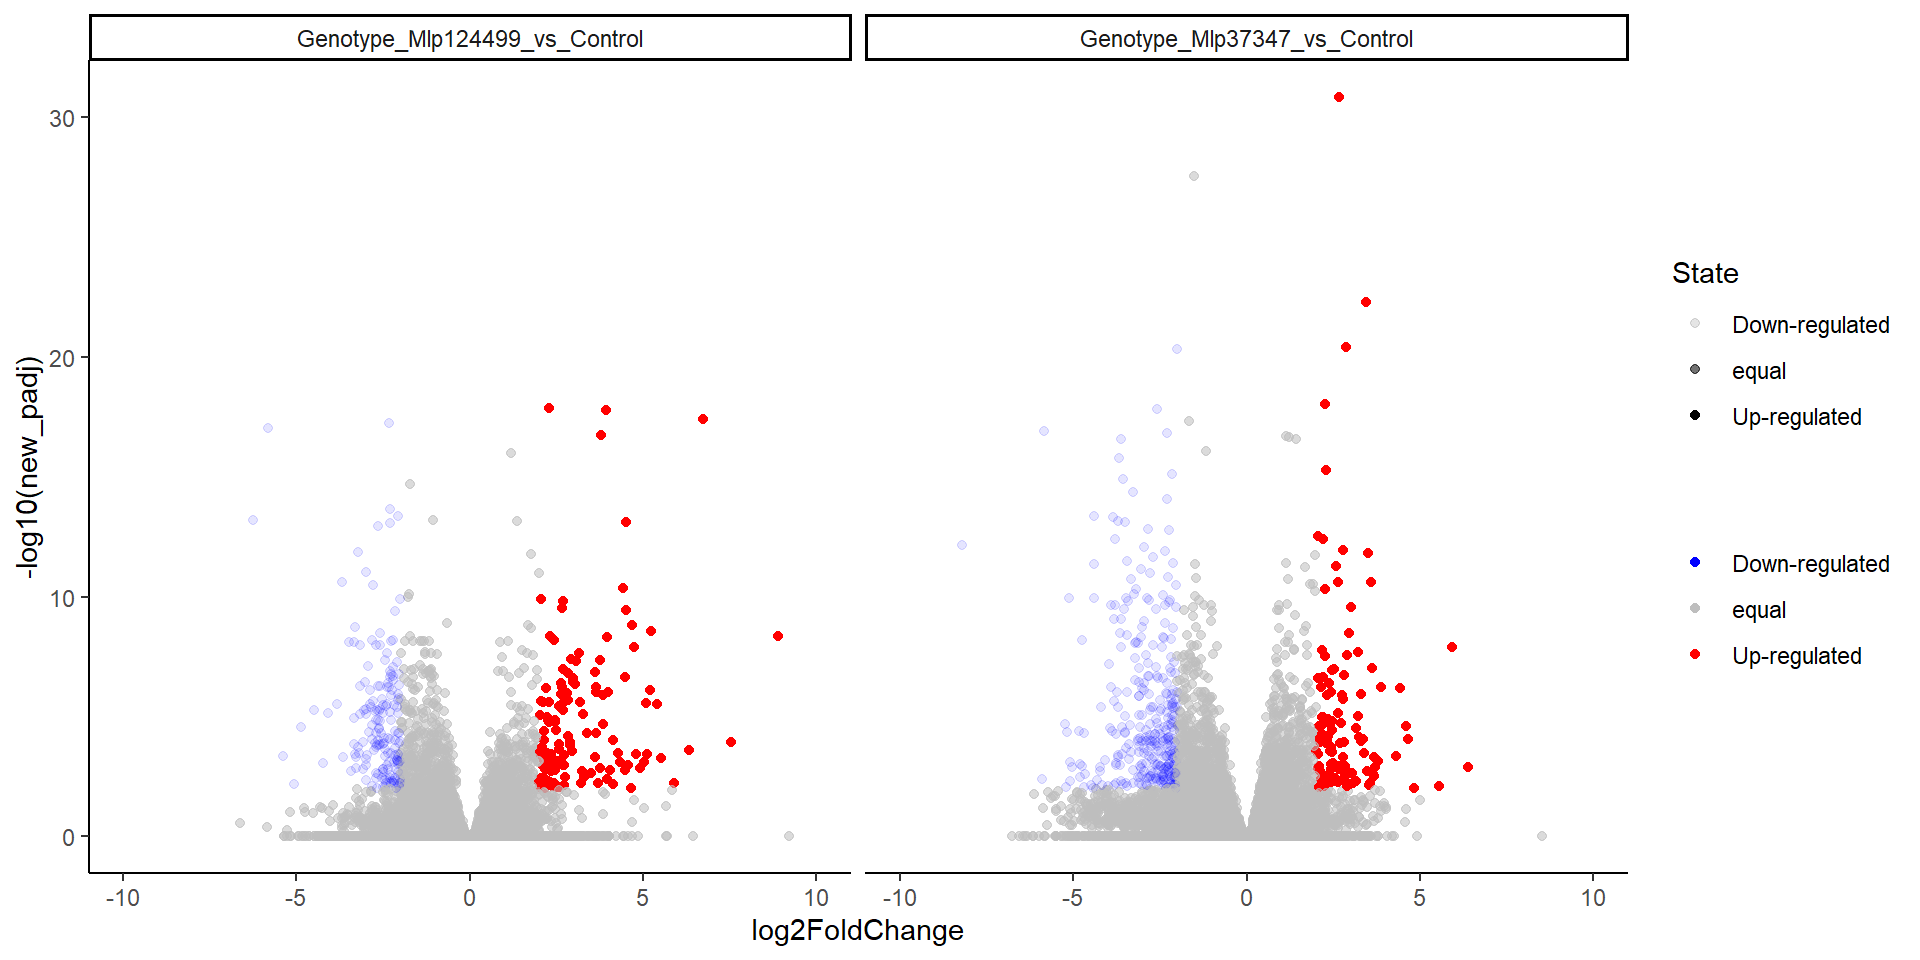 Genotype_Mlp124499_vs_Control
Genotype_Mlp37347_vs_Control
30
20
10
0
-log10(new_padj)
-10 -5 0 5 10
-10 -5 0 5 10
log2FoldChange
State
Down-regulated
equal
Up-regulated
Down-regulated
equal
Up-regulated